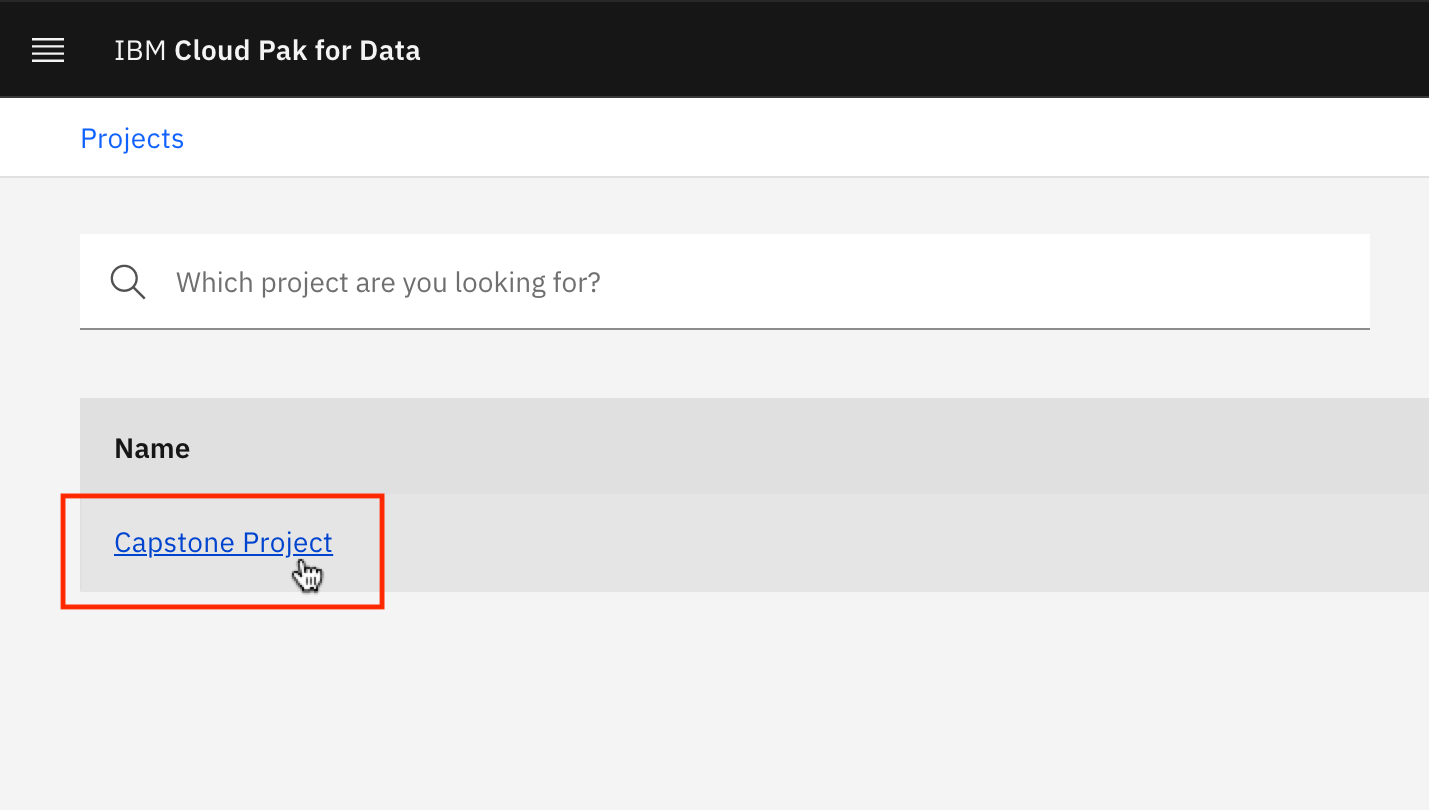 IBM Cloud Pak for Data
Projects
Which project are you looking for?
Name
Capstone Project